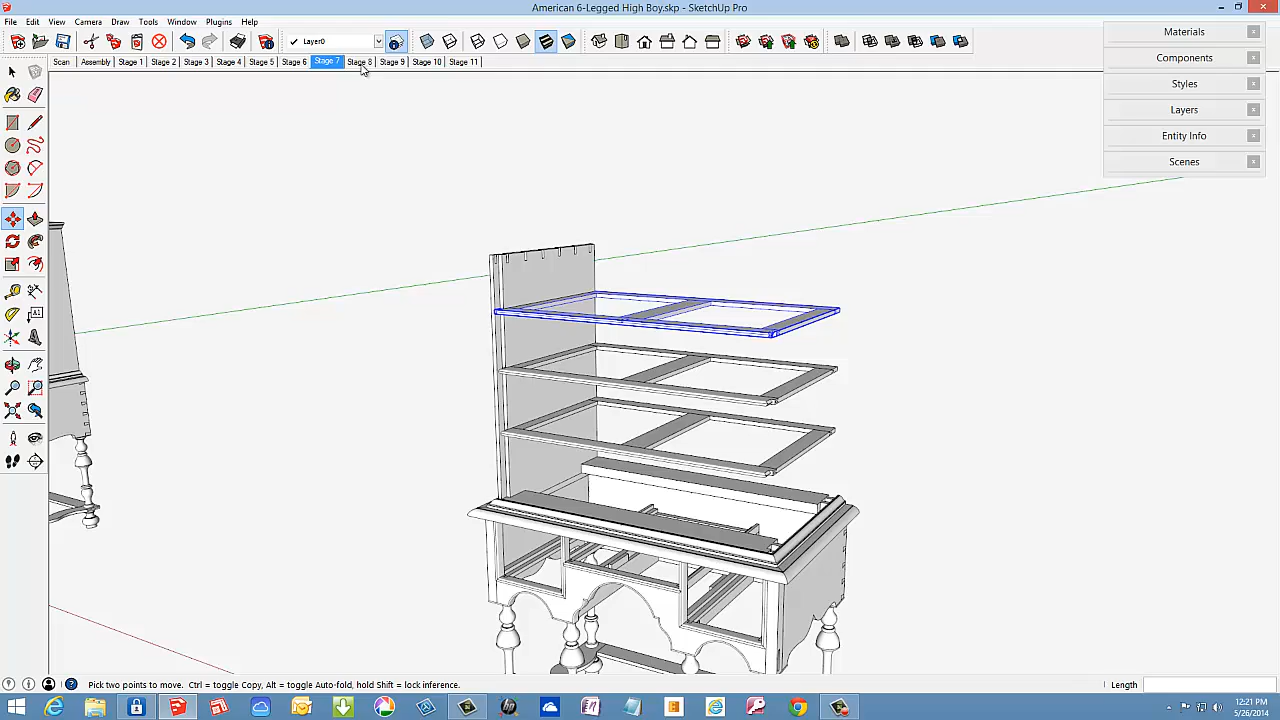 American 6-Legged High Boy.skp - SketchUp Pro
File Edit View Camera Draw Tools Window Plugins Help
Layer0
Scan Assembly Stage 1 Stage 2 Stage 3 Stage 4 Stage 5 Stage 6 Stage 7 Stage 8 Stage 9 Stage 10 Stage 11
Materials
Components
Styles
Layers
Entity Info
Scenes
Pick two points to move. Ctrl = toggle Copy, Alt = toggle Auto-fold, hold Shift = lock inference.
Length
12:21 PM
5/26/2014